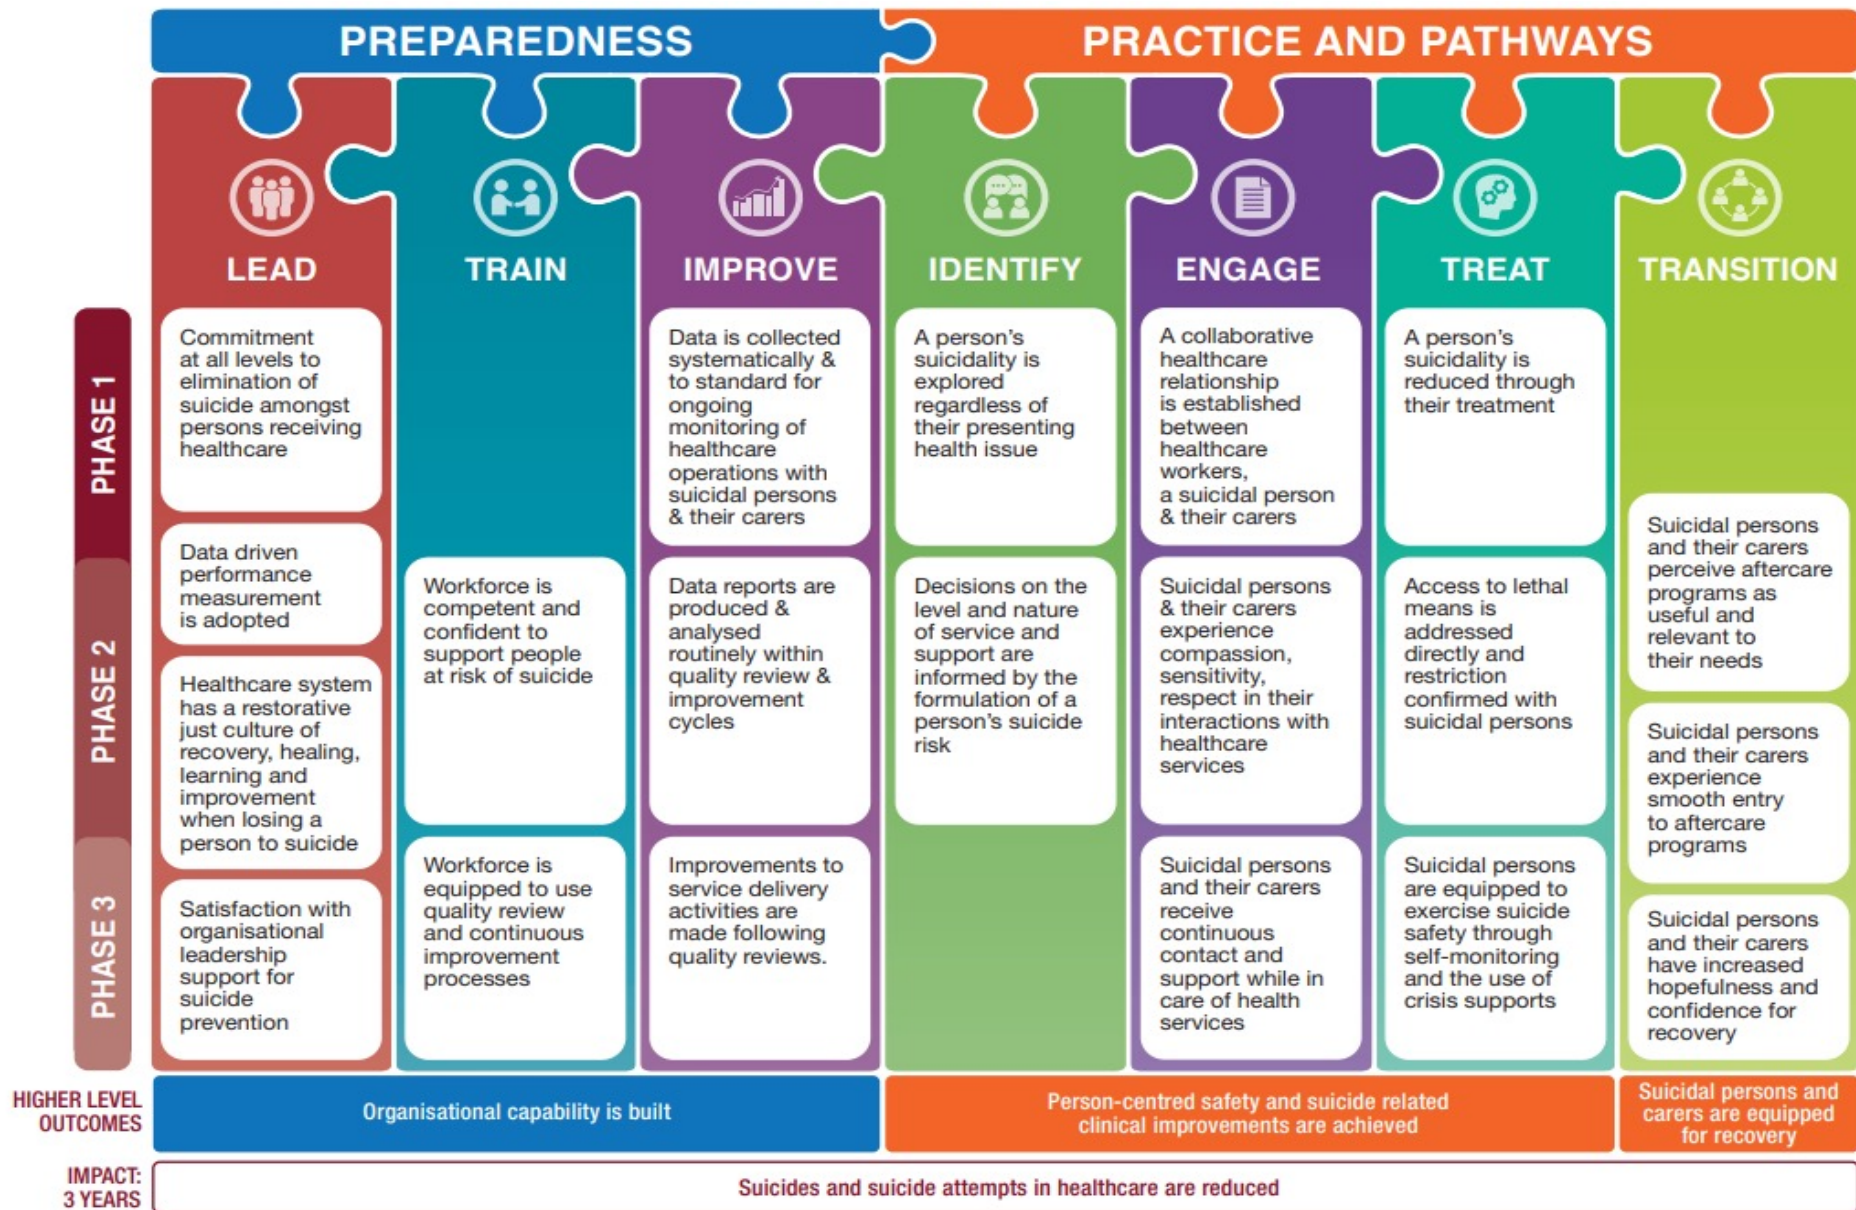 PREPAREDNESS
PRACTICE AND PATHWAYS
LEAD
TRAIN
IMPROVE
IDENTIFY
ENGAGE
TREAT
TRANSITION
PHASE 1
PHASE 2
PHASE 3
Commitment
at all levels to
elimination of
suicide amongst
persons receiving
healthcare
Data driven
performance
measurement
is adopted
Healthcare system
has a restorative
just culture of
recovery, healing,
learning and
improvement
when losing a
person to suicide
Satisfaction with
organisational
leadership
support for
suicide
prevention
Workforce is
competent and
confident to
support people
at risk of suicide
Workforce is
equipped to use
quality review
and continuous
improvement
processes
Data is collected
systematically &
to standard for
ongoing
monitoring of
healthcare
operations with
suicidal persons
& their carers
Data reports are
produced &
analysed
routinely within
quality review &
improvement
cycles
Improvements to
service delivery
activities are
made following
quality reviews.
A person's
suicidality is
explored
regardless of
their presenting
health issue
Decisions on the
level and nature
of service and
support are
informed by the
formulation of a
person's suicide
risk
A collaborative
healthcare
relationship
is established
between
healthcare
workers,
a suicidal person
& their carers
Suicidal persons
& their carers
experience
compassion,
sensitivity,
respect in their
interactions with
healthcare
services
Suicidal persons
and their carers
receive
continuous
contact and
support while in
care of health
services
A person's
suicidality is
reduced through
their treatment
Access to lethal
means is
addressed
directly and
restriction
confirmed with
suicidal persons
Suicidal persons
are equipped to
exercise suicide
safety through
self-monitoring
and the use of
crisis supports
Suicidal persons
and their carers
perceive aftercare
programs as
useful and
relevant to
their needs
Suicidal persons
and their carers
experience
smooth entry
to aftercare
programs
Suicidal persons
and their carers
have increased
hopefulness and
confidence for
recovery
HIGHER LEVEL
OUTCOMES
Organisational capability is built
Person-centred safety and suicide related
clinical improvements are achieved
Suicidal persons and
carers are equipped
for recovery
IMPACT:
3 YEARS
Suicides and suicide attempts in healthcare are reduced